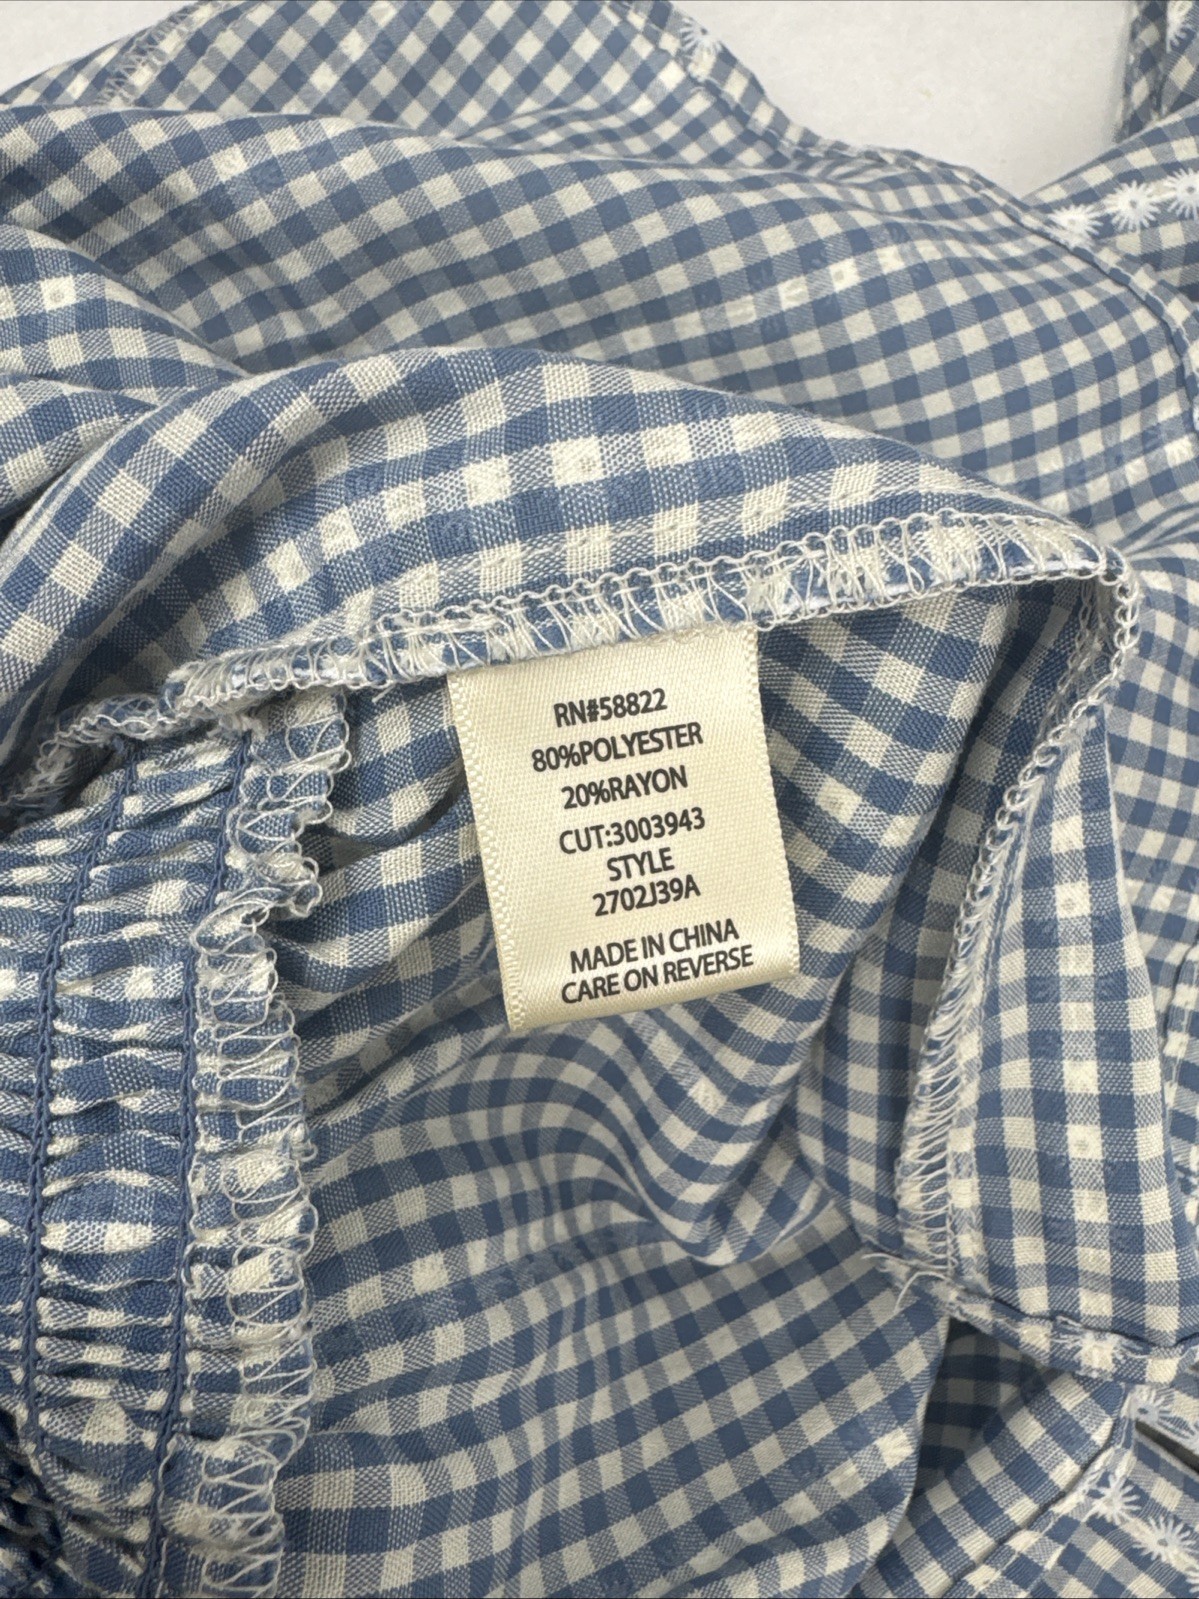 RN#58822
80%POLYESTER
20%RAYON
CUT:3003943
STYLE
2702J39A
MADE IN CHINA
CARE ON REVERSE